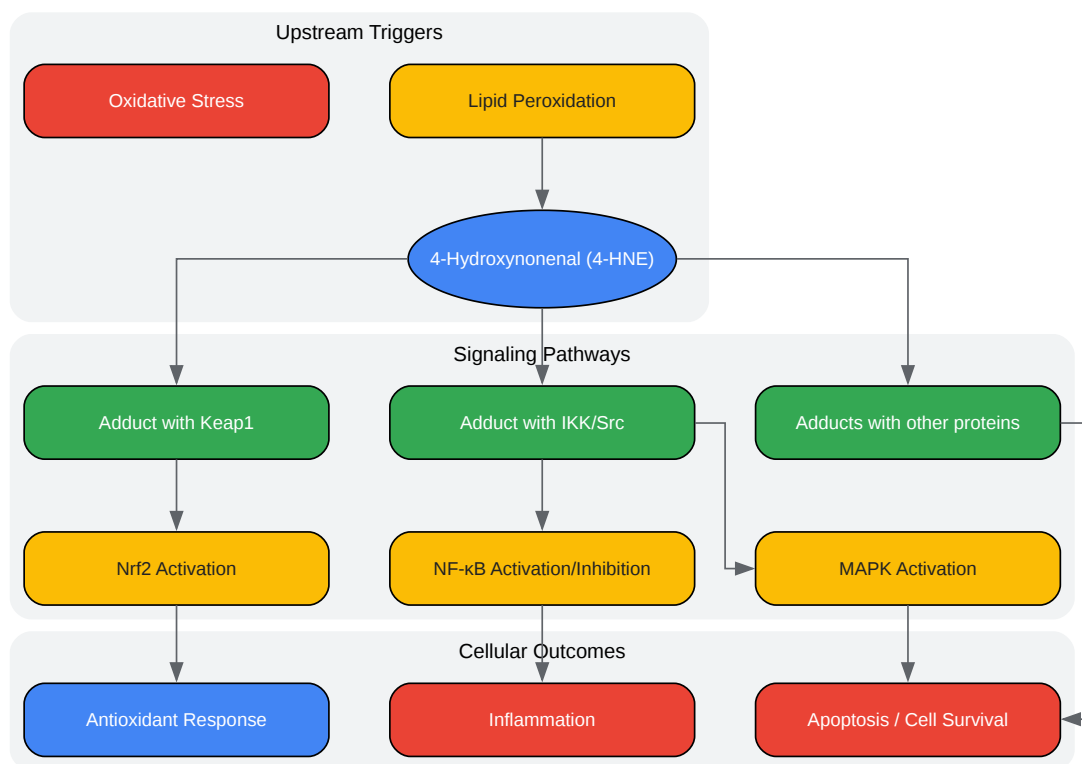 Upstream Triggers
Oxidative Stress
Lipid Peroxidation
4-Hydroxynonenal (4-HNE)
Signaling Pathways
Adduct with Keap1
Adduct with IKK/Src
Adducts with other proteins
Nrf2 Activation
NF-κB Activation/Inhibition
MAPK Activation
Cellular Outcomes
Antioxidant Response
Inflammation
Apoptosis / Cell Survival